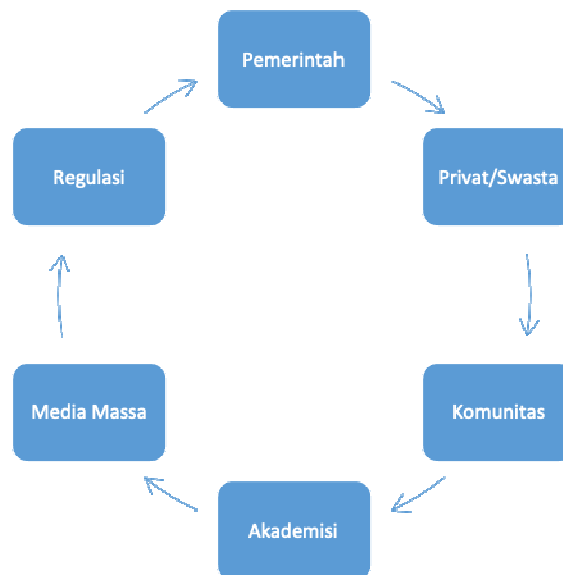 Pemerintah
Privat/Swasta
Komunitas
Akademisi
Media Massa
Regulasi